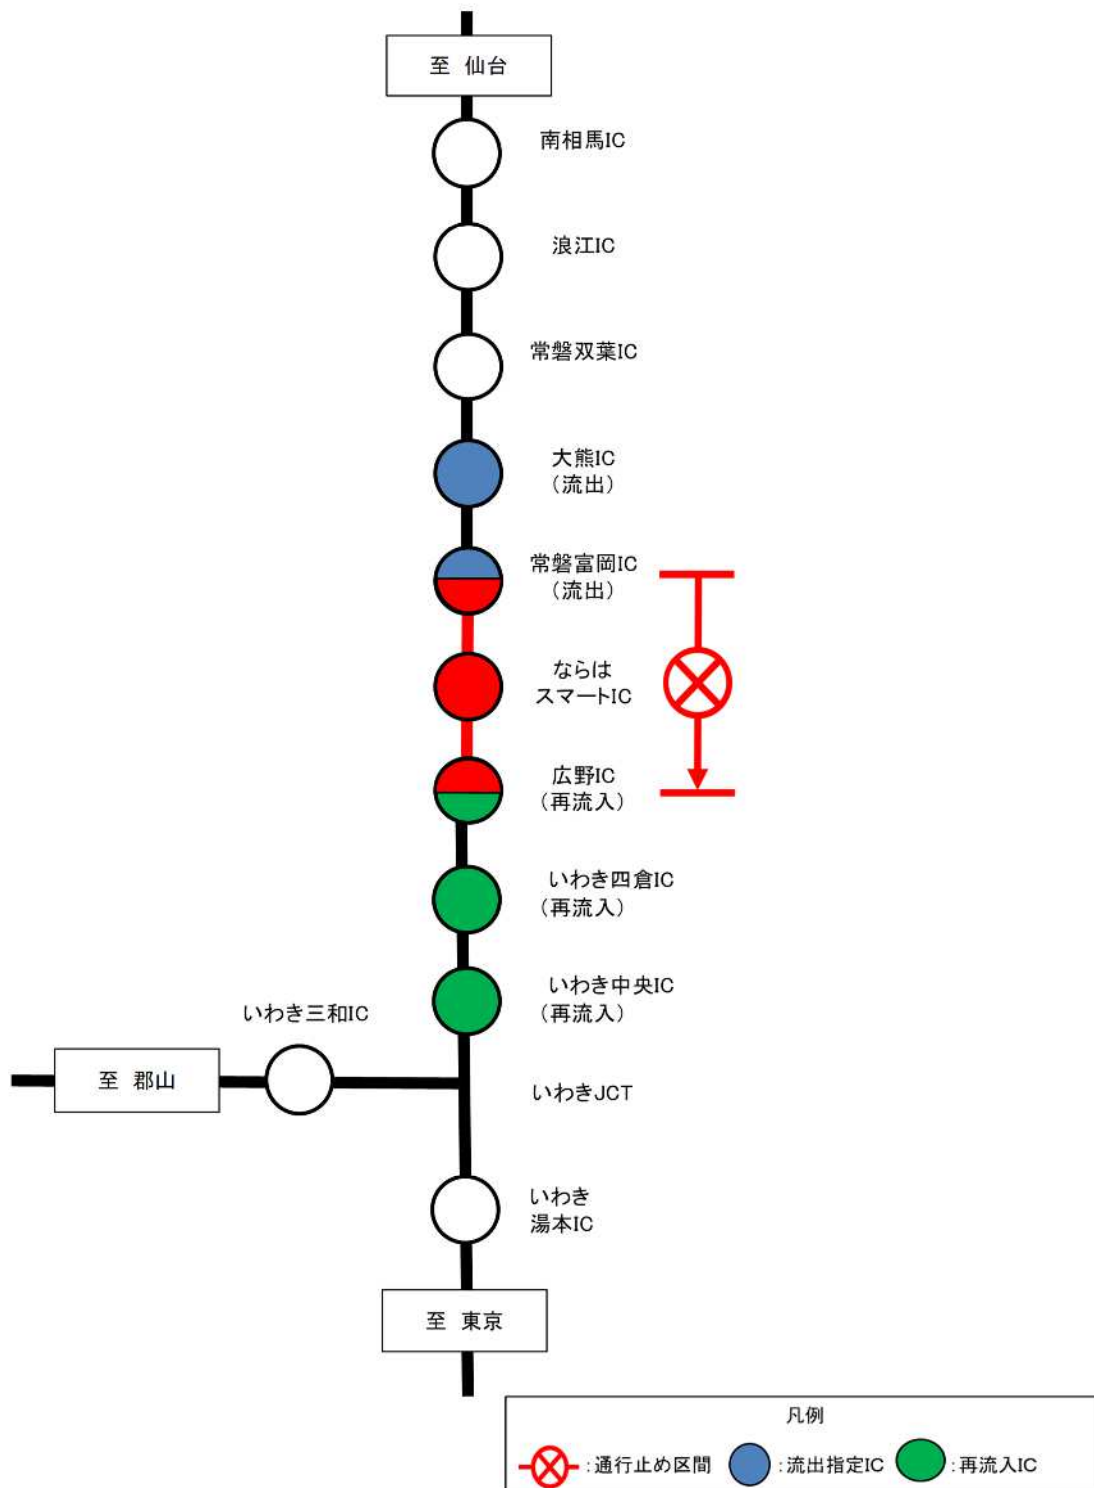 至 仙台
南相馬IC
浪江IC
常磐双葉IC
大熊IC
(流出)
常磐富岡IC
(流出)
ならは
スマートIC
広野IC
(再流入)
いわき四倉IC
(再流入)
いわき中央IC
(再流入)
いわき三和IC
至 郡山
いわきJCT
いわき
湯本IC
至 東京
凡例
:通行止め区間 :流出指定IC :再流入IC